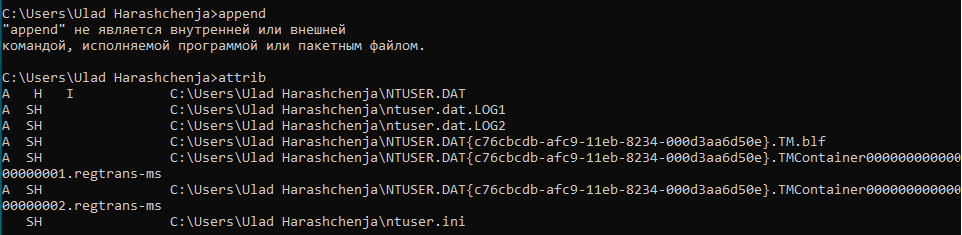 C:\Users\Ulad Harashchenja>append
"append" не является внутренней или внешней
командой, исполняемой программой или пакетным файлом.
C:\Users\Ulad Harashchenja>attrib
A   H   I            C:\Users\Ulad Harashchenja\NTUSER.DAT
A  SH                C:\Users\Ulad Harashchenja\ntuser.dat.LOG1
A  SH                C:\Users\Ulad Harashchenja\ntuser.dat.LOG2
A  SH                C:\Users\Ulad Harashchenja\NTUSER.DAT{c76cbcdb-afc9-11eb-8234-000d3aa6d50e}.TM.blf
A  SH                C:\Users\Ulad Harashchenja\NTUSER.DAT{c76cbcdb-afc9-11eb-8234-000d3aa6d50e}.TMContainer000000000000
00000001.regtrans-ms
A  SH                C:\Users\Ulad Harashchenja\NTUSER.DAT{c76cbcdb-afc9-11eb-8234-000d3aa6d50e}.TMContainer000000000000
00000002.regtrans-ms
   SH                C:\Users\Ulad Harashchenja\ntuser.ini